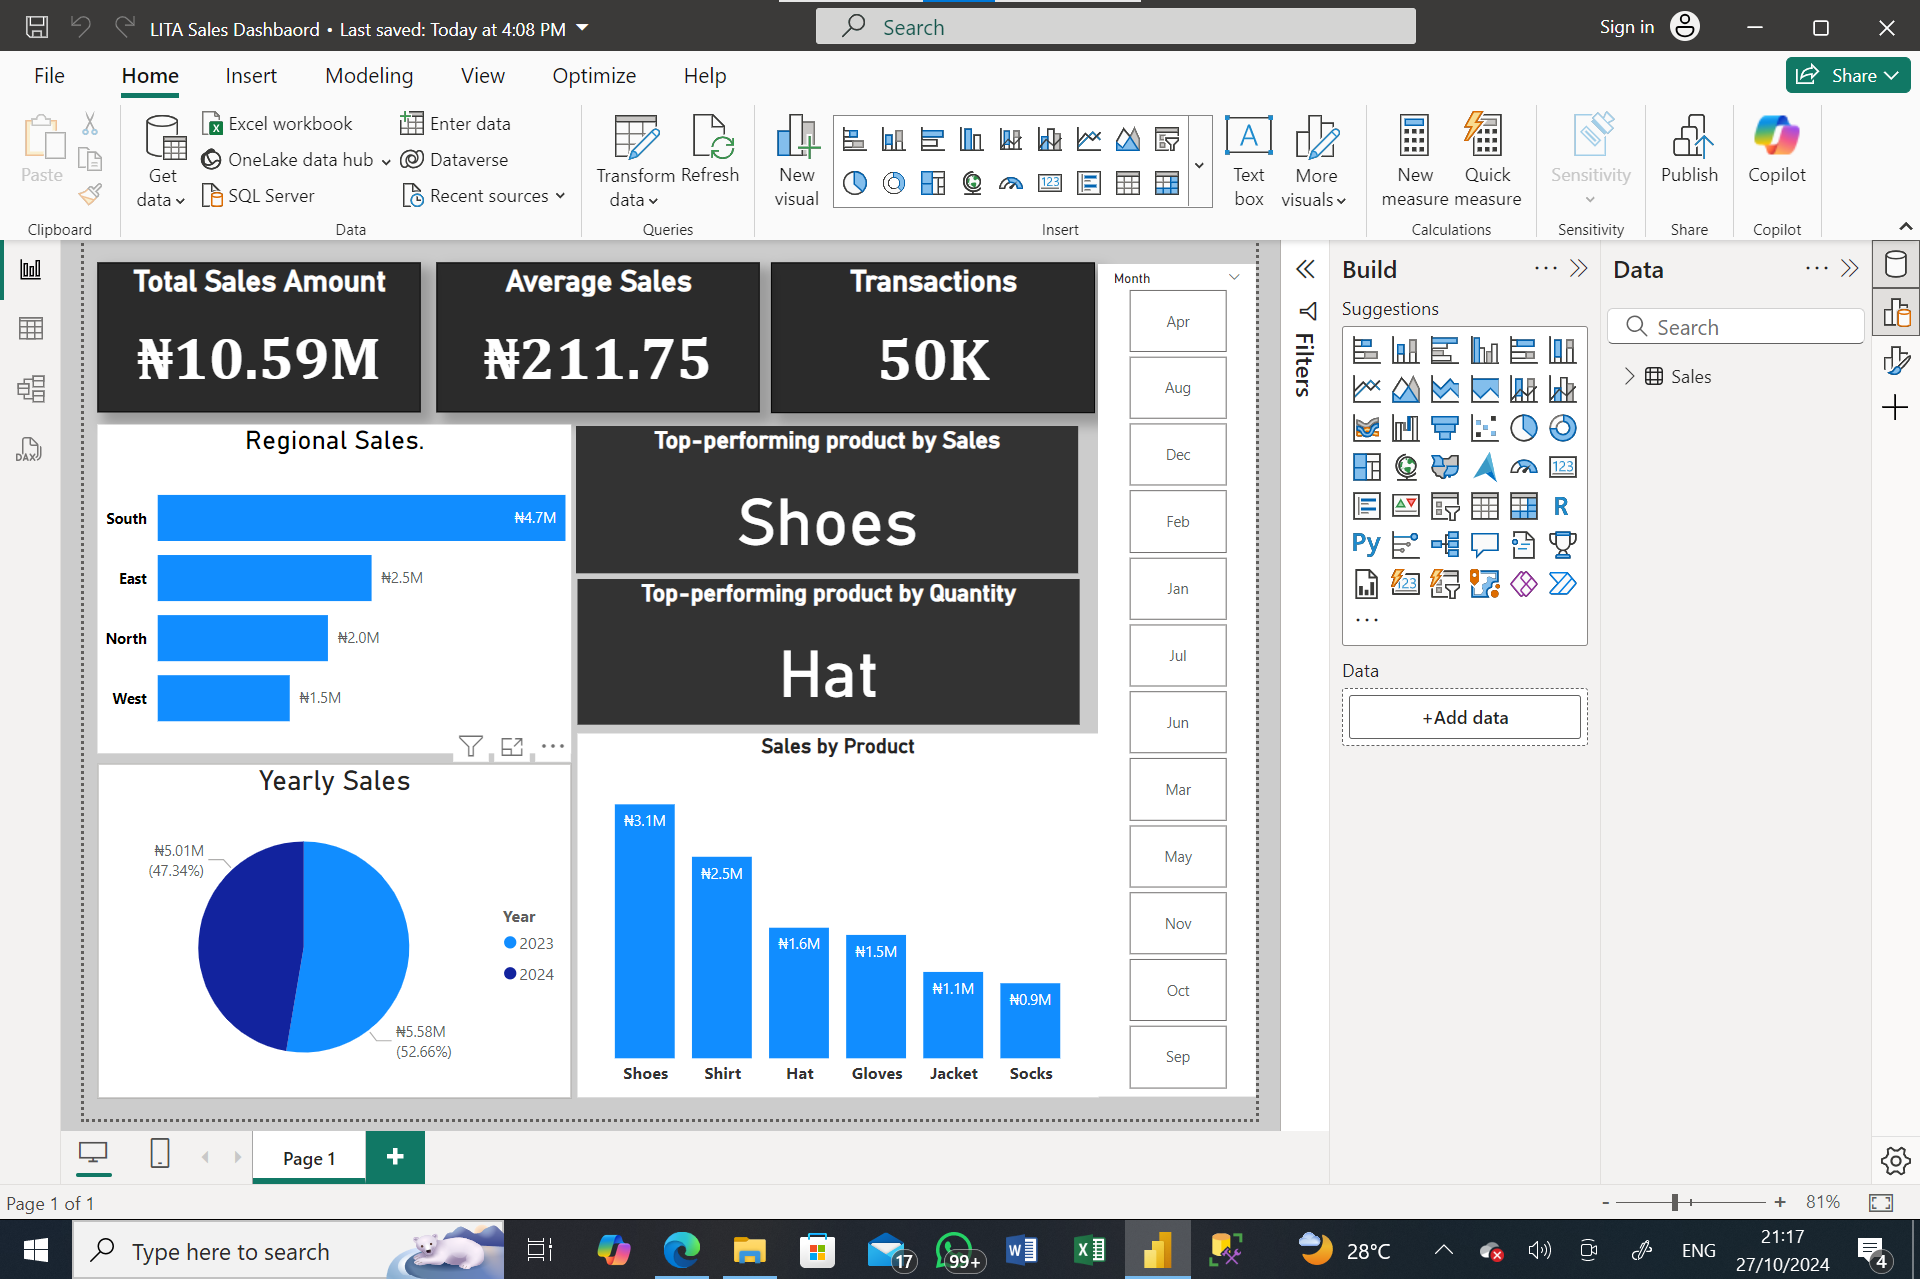 LITA Sales Dashbaord • Last saved: Today at 4:08 PM
Search
Sign in
File
Home
Insert
Modeling
View
Optimize
Help
Share
Paste
Clipboard
Get data
Excel workbook
OneLake data hub
SQL Server
Enter data
Dataverse
Recent sources
Data
Transform data
Refresh
Queries
New visual
Text box
More visuals
Insert
New measure
Quick measure
Calculations
Sensitivity
Sensitivity
Publish
Share
Copilot
Copilot
DAX
Total Sales Amount
₦10.59M
Average Sales
₦211.75
Transactions
50K
Month
Apr
Aug
Dec
Feb
Jan
Jul
Jun
Mar
May
Nov
Oct
Sep
Regional Sales.
South
₦4.7M
East
₦2.5M
North
₦2.0M
West
₦1.5M
Top-performing product by Sales
Shoes
Top-performing product by Quantity
Hat
Yearly Sales
₦5.01M
(47.34%)
₦5.58M
(52.66%)
Year
2023
2024
Sales by Product
₦3.1M
₦2.5M
₦1.6M
₦1.5M
₦1.1M
₦0.9M
Shoes
Shirt
Hat
Gloves
Jacket
Socks
Filters
Build
Suggestions
123
R
Py
123
Data
+Add data
Data
Search
Sales
Page 1
Page 1 of 1
81%
Type here to search
17
99+
28°C
ENG
21:17
27/10/2024
4